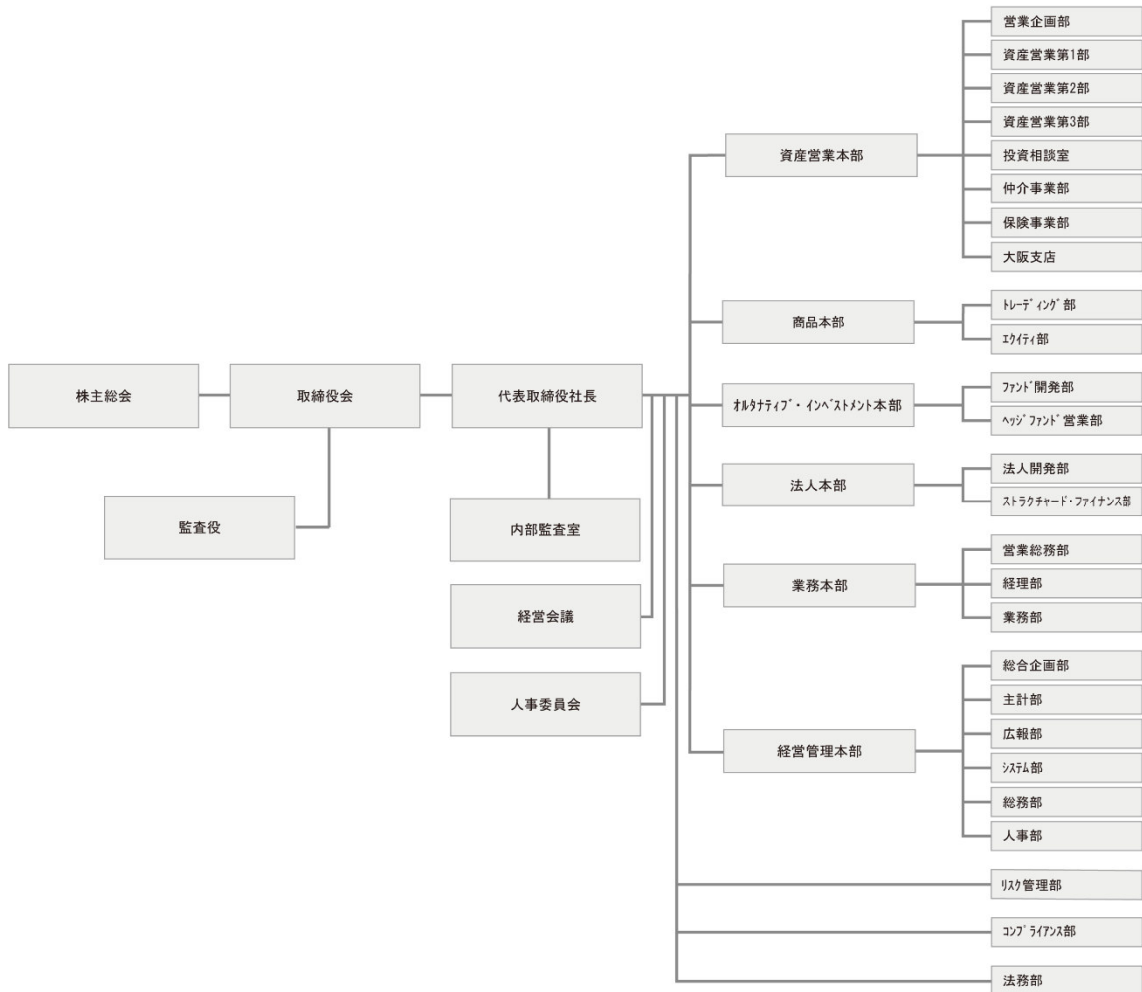 株主総会
取締役会
監査役
代表取締役社長
内部監査室
経営会議
人事委員会
資産営業本部
営業企画部
資産営業第1部
資産営業第2部
資産営業第3部
投資相談室
仲介事業部
保険事業部
大阪支店
商品本部
ﾄﾚｰﾃﾞｨﾝｸﾞ部
ｴｸｲﾃｨ部
ｵﾙﾀﾅﾃｨﾌﾞ・ｲﾝﾍﾞｽﾄﾒﾝﾄ本部
ﾌｧﾝﾄﾞ開発部
ﾍｯｼﾞﾌｧﾝﾄﾞ営業部
法人本部
法人開発部
ストラクチャード・ファイナンス部
業務本部
営業総務部
経理部
業務部
経営管理本部
総合企画部
主計部
広報部
ｼｽﾃﾑ部
総務部
人事部
ﾘｽｸ管理部
ｺﾝﾌﾟﾗｲｱﾝｽ部
法務部